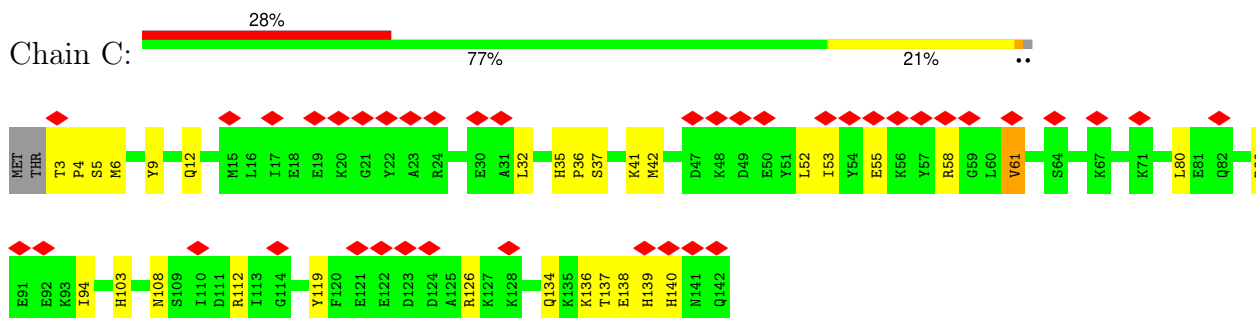 28%
Chain C:
77% 21% ••
MET THR T3 P4 S5 M6 Y9 Q12 M15 L16 I17 E18 E19 K20 G21 Y22 A23 R24 E30 A31 L32 H35 P36 S37 K41 M42 D47 K48 D49 E50 Y51 L52 I53 Y54 E55 K56 Y57 R58 G59 L60 V61 S64 K67 K71 L80 E81 Q82
E91 E92 K93 I94 H103 N108 S109 I110 D111 R112 I113 G114 Y119 F120 E121 E122 D123 D124 A125 R126 K127 K128 Q134 K135 K136 T137 E138 H139 H140 N141 Q142